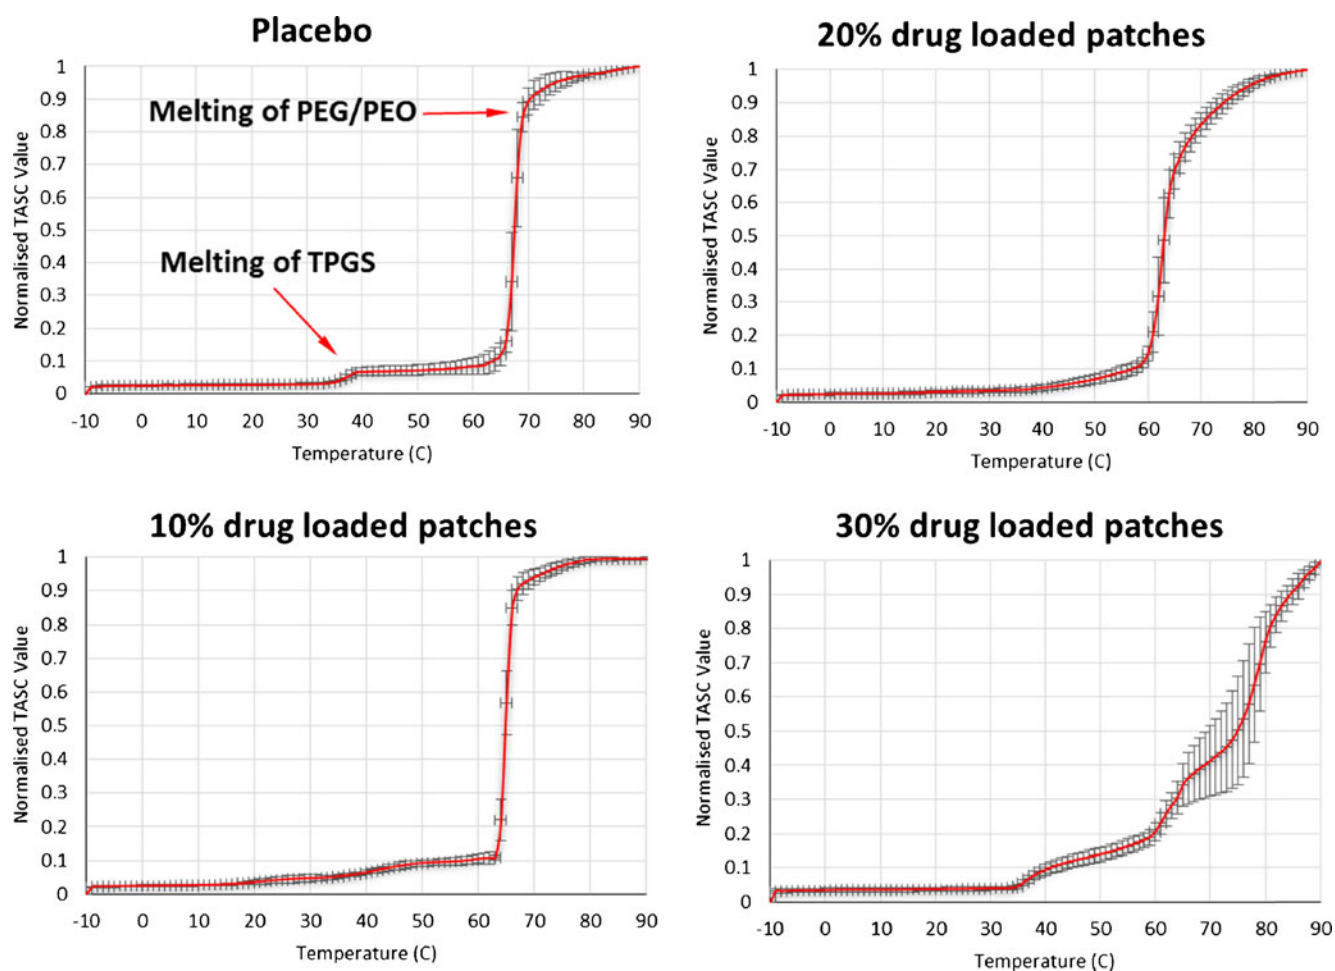 Placebo
Normalised TASC Value
1
0.9
0.8
0.7
0.6
0.5
0.4
0.3
0.2
0.1
0
Melting of PEG/PEO
Melting of TPGS
-10 0 10 20 30 40 50 60 70 80 90
Temperature (C)
20% drug loaded patches
Normalised TASC Value
1
0.9
0.8
0.7
0.6
0.5
0.4
0.3
0.2
0.1
0
-10 0 10 20 30 40 50 60 70 80 90
Temperature (C)
10% drug loaded patches
Normalised TASC Value
1
0.9
0.8
0.7
0.6
0.5
0.4
0.3
0.2
0.1
0
-10 0 10 20 30 40 50 60 70 80 90
Temperature (C)
30% drug loaded patches
Normalised TASC Value
1
0.9
0.8
0.7
0.6
0.5
0.4
0.3
0.2
0.1
0
-10 0 10 20 30 40 50 60 70 80 90
Temperature (C)